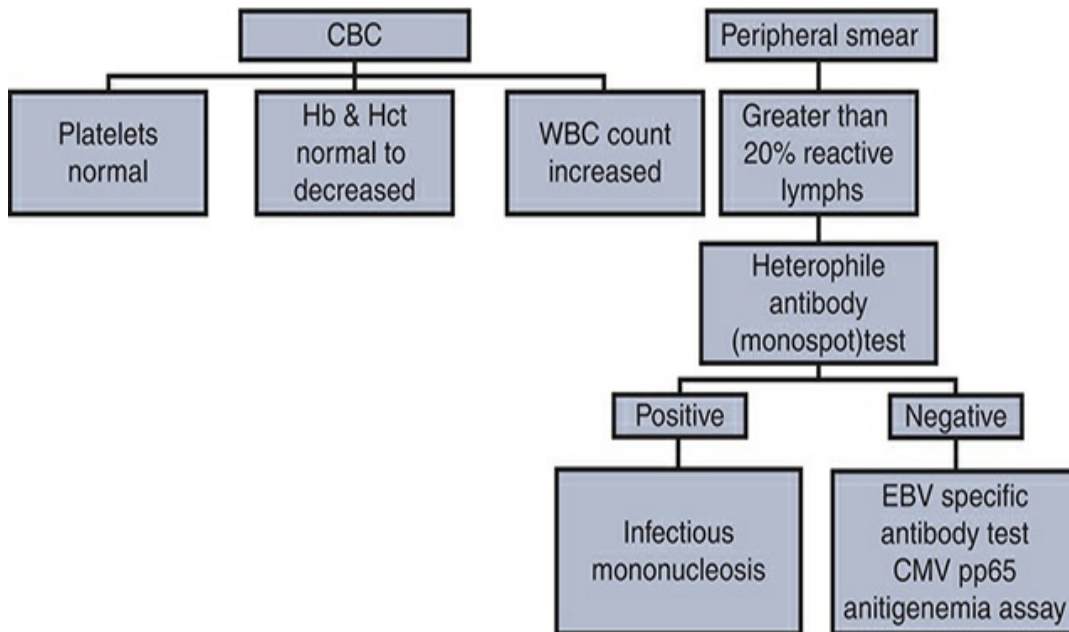 CBC
Peripheral smear
Platelets
normal
Hb & Hct
normal to
decreased
WBC count
increased
Greater than
20% reactive
lymphs
Heterophile
antibody
(monospot)test
Positive
Negative
Infectious
mononucleosis
EBV specific
antibody test
CMV pp65
anitigenemia assay